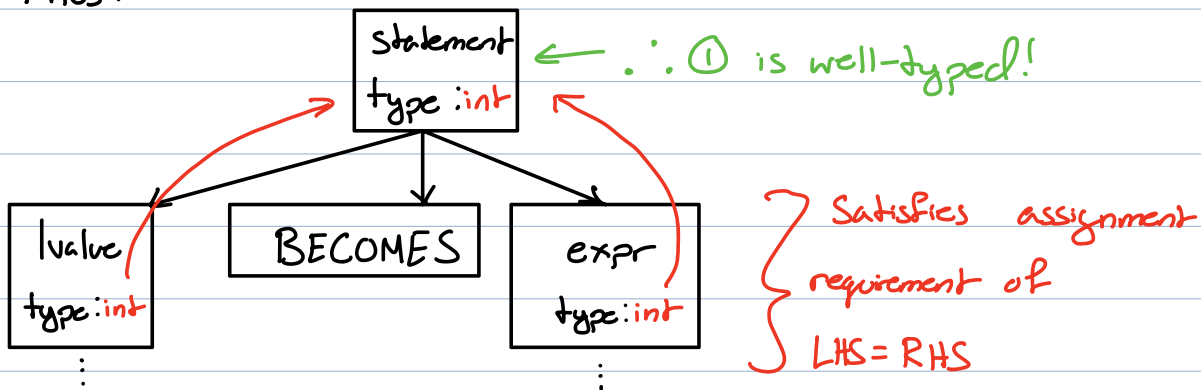 statement
type : int
∴ ① is well-typed!
lvalue
type: int
BECOMES
expr
type: int
Satisfies assignment
requirement of
LHS = RHS